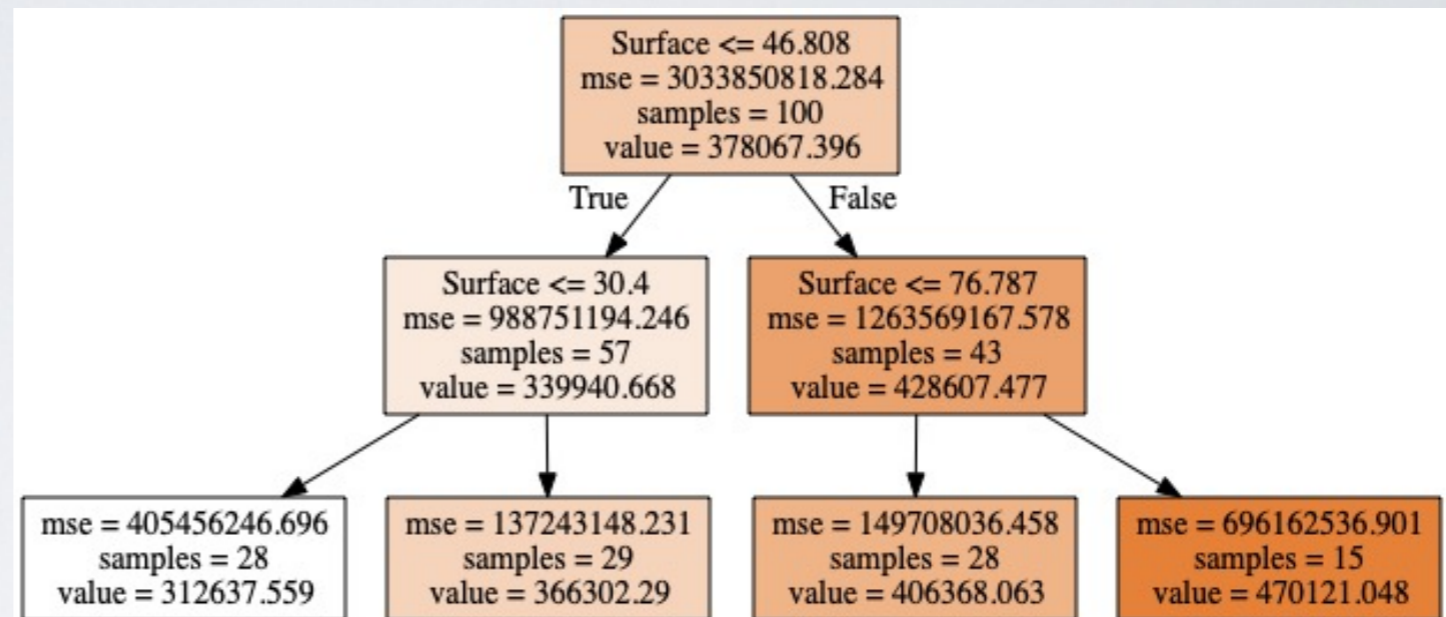 Surface <= 46.808
mse = 3033850818.284
samples = 100
value = 378067.396
True
False
Surface <= 30.4
mse = 988751194.246
samples = 57
value = 339940.668
Surface <= 76.787
mse = 1263569167.578
samples = 43
value = 428607.477
mse = 405456246.696
samples = 28
value = 312637.559
mse = 137243148.231
samples = 29
value = 366302.29
mse = 149708036.458
samples = 28
value = 406368.063
mse = 696162536.901
samples = 15
value = 470121.048